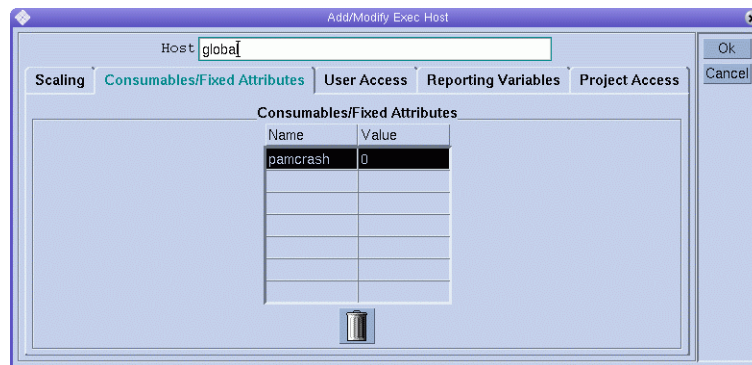 Add/Modify Exec Host
Host global
Ok
Cancel
Scaling Consumables/Fixed Attributes User Access Reporting Variables Project Access
Consumables/Fixed Attributes
Name Value
pamcrash 0